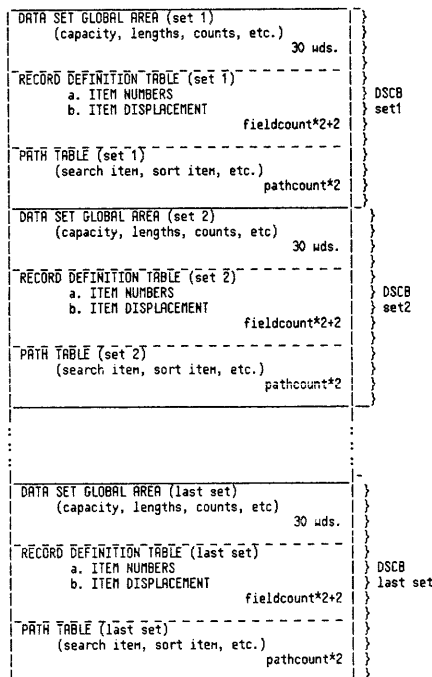 DATA SET GLOBAL AREA (set 1)
(capacity, lengths, counts, etc.)
30 wds.
RECORD DEFINITION TABLE (set 1)
a. ITEM NUMBERS
b. ITEM DISPLACEMENT
fieldcount*2+2
DSCB
set1
PATH TABLE (set 1)
(search item, sort item, etc.)
pathcount*2
DATA SET GLOBAL AREA (set 2)
(capacity, lengths, counts, etc)
30 wds.
RECORD DEFINITION TABLE (set 2)
a. ITEM NUMBERS
b. ITEM DISPLACEMENT
fieldcount*2+2
DSCB
set2
PATH TABLE (set 2)
(search item, sort item, etc.)
pathcount*2
DATA SET GLOBAL AREA (last set)
(capacity, lengths, counts, etc)
30 wds.
RECORD DEFINITION TABLE (last set)
a. ITEM NUMBERS
b. ITEM DISPLACEMENT
fieldcount*2+2
DSCB
last set
PATH TABLE (last set)
(search item, sort item, etc.)
pathcount*2